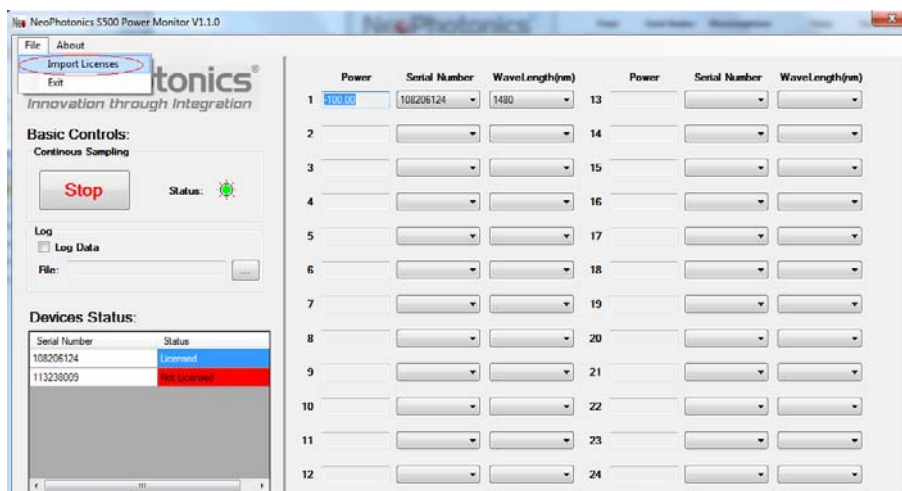 NeoPhotonics S500 Power Monitor V1.1.0
File About
Import Licenses
Exit
tonics®
Innovation through Integration
Basic Controls:
Continous Sampling
Stop
Status:
Log
Log Data
File:
...
Devices Status:
Serial Number Status
108206124 Licensed
113238009 Not Licensed
Power Serial Number WaveLength(nm) Power Serial Number WaveLength(nm)
1 -100.00 108206124 1480 13
2 14
3 15
4 16
5 17
6 18
7 19
8 20
9 21
10 22
11 23
12 24